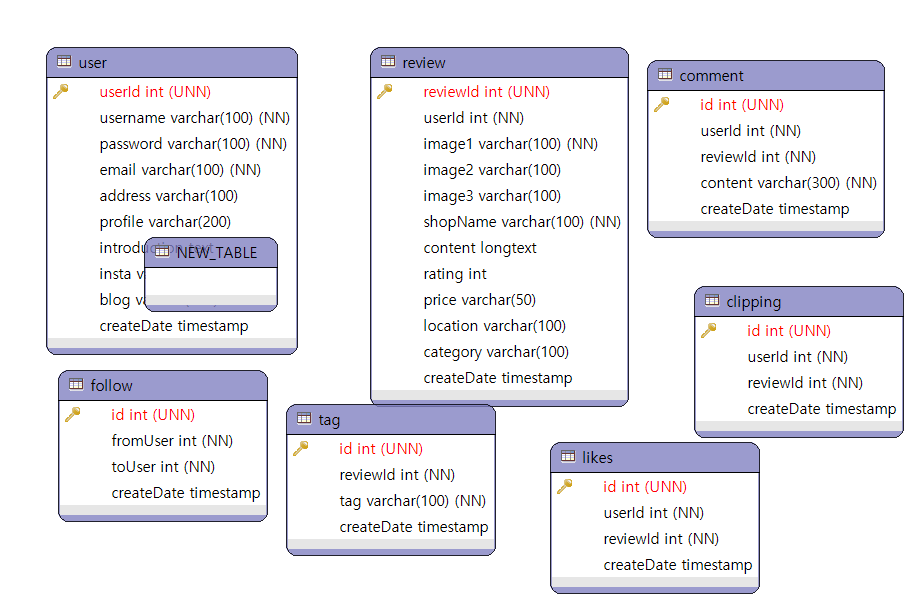 user
userId int (UNN)
username varchar(100) (NN)
password varchar(100) (NN)
email varchar(100) (NN)
address varchar(100)
profile varchar(200)
introduction text
insta
blog
createDate timestamp
NEW_TABLE
review
reviewId int (UNN)
userId int (NN)
image1 varchar(100) (NN)
image2 varchar(100)
image3 varchar(100)
shopName varchar(100) (NN)
content longtext
rating int
price varchar(50)
location varchar(100)
category varchar(100)
createDate timestamp
comment
id int (UNN)
userId int (NN)
reviewId int (NN)
content varchar(300) (NN)
createDate timestamp
clipping
id int (UNN)
userId int (NN)
reviewId int (NN)
createDate timestamp
follow
id int (UNN)
fromUser int (NN)
toUser int (NN)
createDate timestamp
tag
id int (UNN)
reviewId int (NN)
tag varchar(100) (NN)
createDate timestamp
likes
id int (UNN)
userId int (NN)
reviewId int (NN)
createDate timestamp